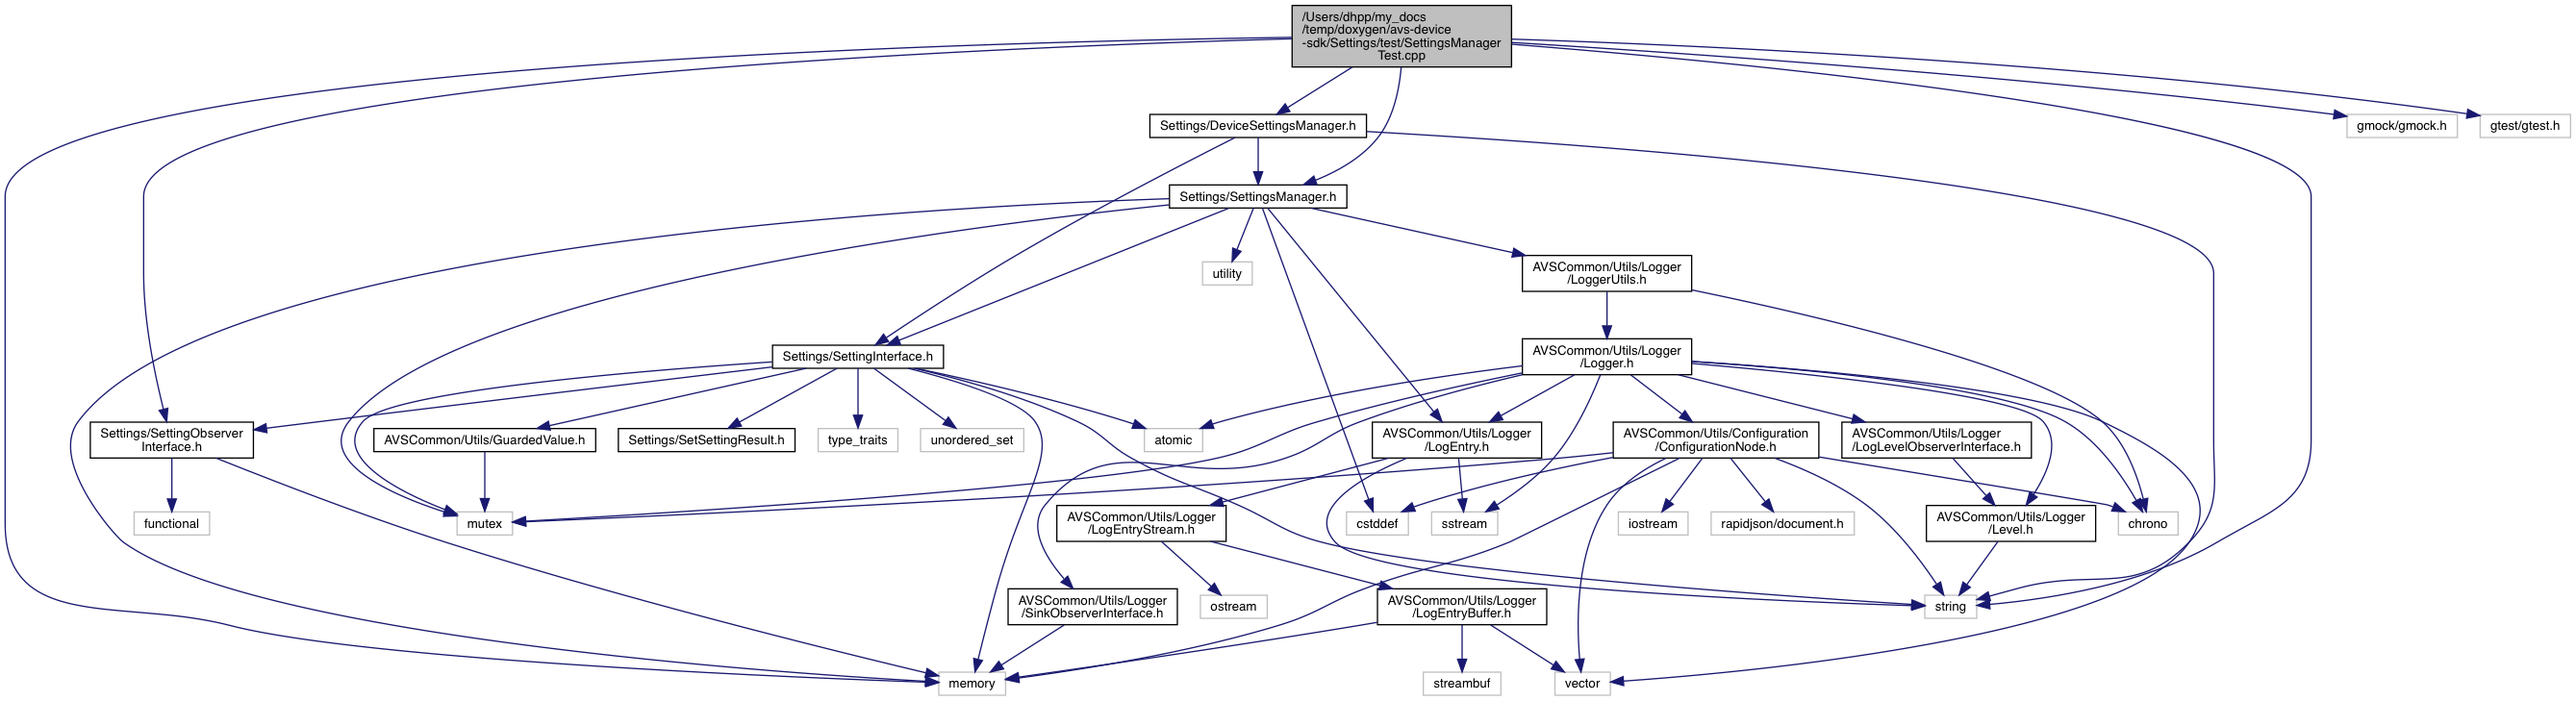 /Users/dhpp/my_docs
/temp/doxygen/avs-device
-sdk/Settings/test/SettingsManager
Test.cpp
Settings/DeviceSettingsManager.h
gmock/gmock.h
gtest/gtest.h
Settings/SettingsManager.h
utility
AVSCommon/Utils/Logger
/LoggerUtils.h
Settings/SettingInterface.h
AVSCommon/Utils/Logger
/Logger.h
Settings/SettingObserver
Interface.h
AVSCommon/Utils/GuardedValue.h
Settings/SetSettingResult.h
type_traits
unordered_set
atomic
AVSCommon/Utils/Logger
/LogEntry.h
AVSCommon/Utils/Configuration
/ConfigurationNode.h
AVSCommon/Utils/Logger
/LogLevelObserverInterface.h
functional
mutex
AVSCommon/Utils/Logger
/LogEntryStream.h
cstddef
sstream
iostream
rapidjson/document.h
AVSCommon/Utils/Logger
/Level.h
chrono
AVSCommon/Utils/Logger
/SinkObserverInterface.h
ostream
AVSCommon/Utils/Logger
/LogEntryBuffer.h
string
memory
streambuf
vector